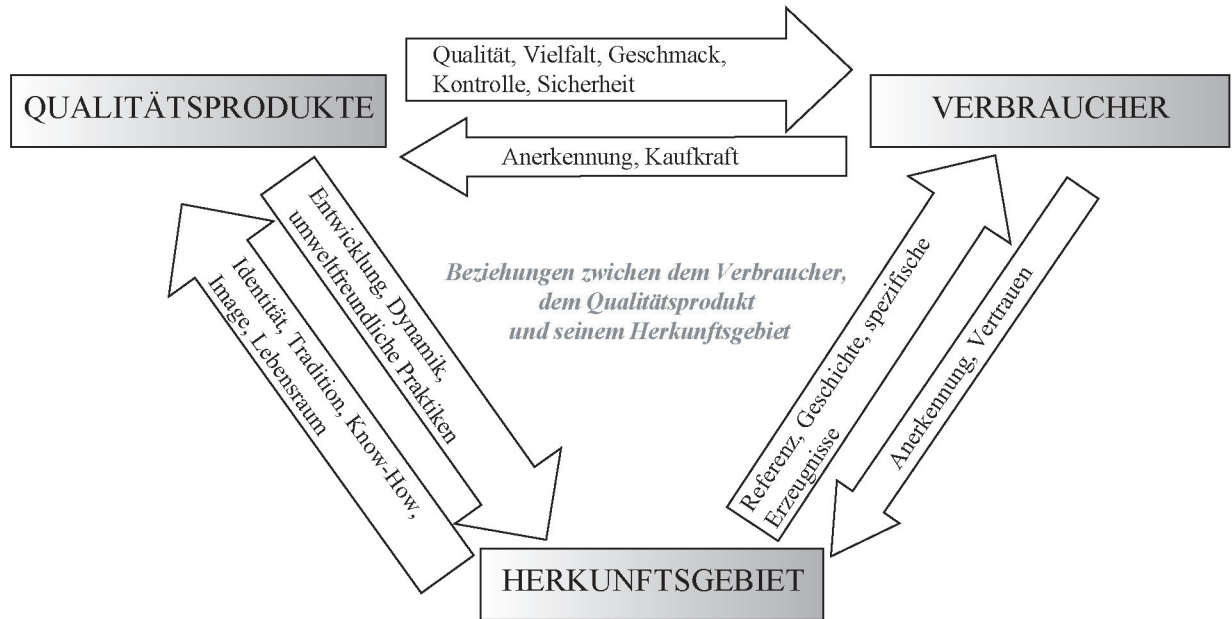 Qualität, Vielfalt, Geschmack,
Kontrolle, Sicherheit
QUALITÄTSPRODUKTE
VERBRAUCHER
Anerkennung, Kaufkraft
Entwicklung, Dynamik,
umweltfreundliche Praktiken
Identität, Tradition, Know-How,
Image, Lebensraum
Beziehungen zwichen dem Verbraucher,
dem Qualitätsprodukt
und seinem Herkunftsgebiet
Referenz, Geschichte, spezifische
Erzeugnisse
Anerkennung, Vertrauen
HERKUNFTSGEBIET